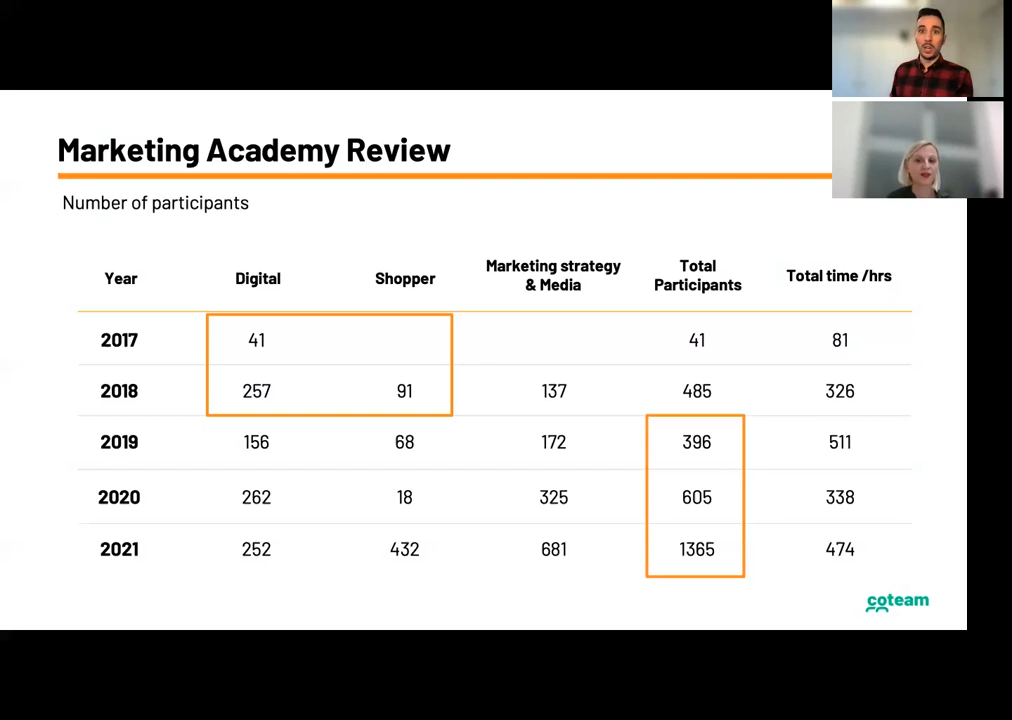 Marketing Academy Review
Number of participants
Year Digital Shopper Marketing strategy & Media Total Participants Total time /hrs
2017 41 41 81
2018 257 91 137 485 326
2019 156 68 172 396 511
2020 262 18 325 605 338
2021 252 432 681 1365 474
coteam